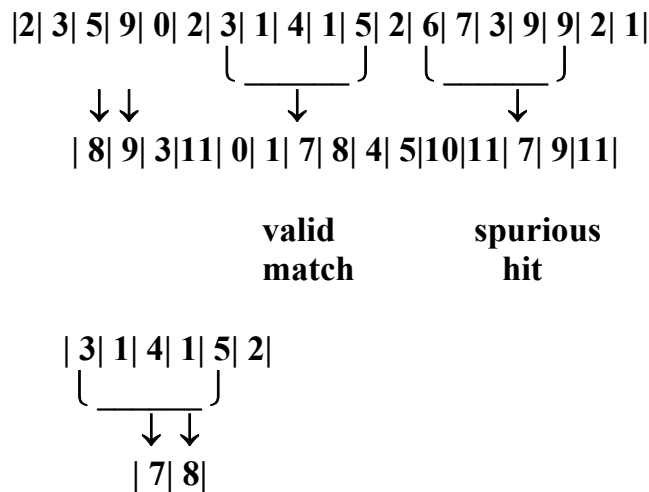 |2| 3| 5| 9| 0| 2| 3| 1| 4| 1| 5| 2| 6| 7| 3| 9| 9| 2| 1|
| 8| 9| 3|11| 0| 1| 7| 8| 4| 5|10|11| 7| 9|11|
valid spurious
match hit
| 3| 1| 4| 1| 5| 2|
| 7| 8|